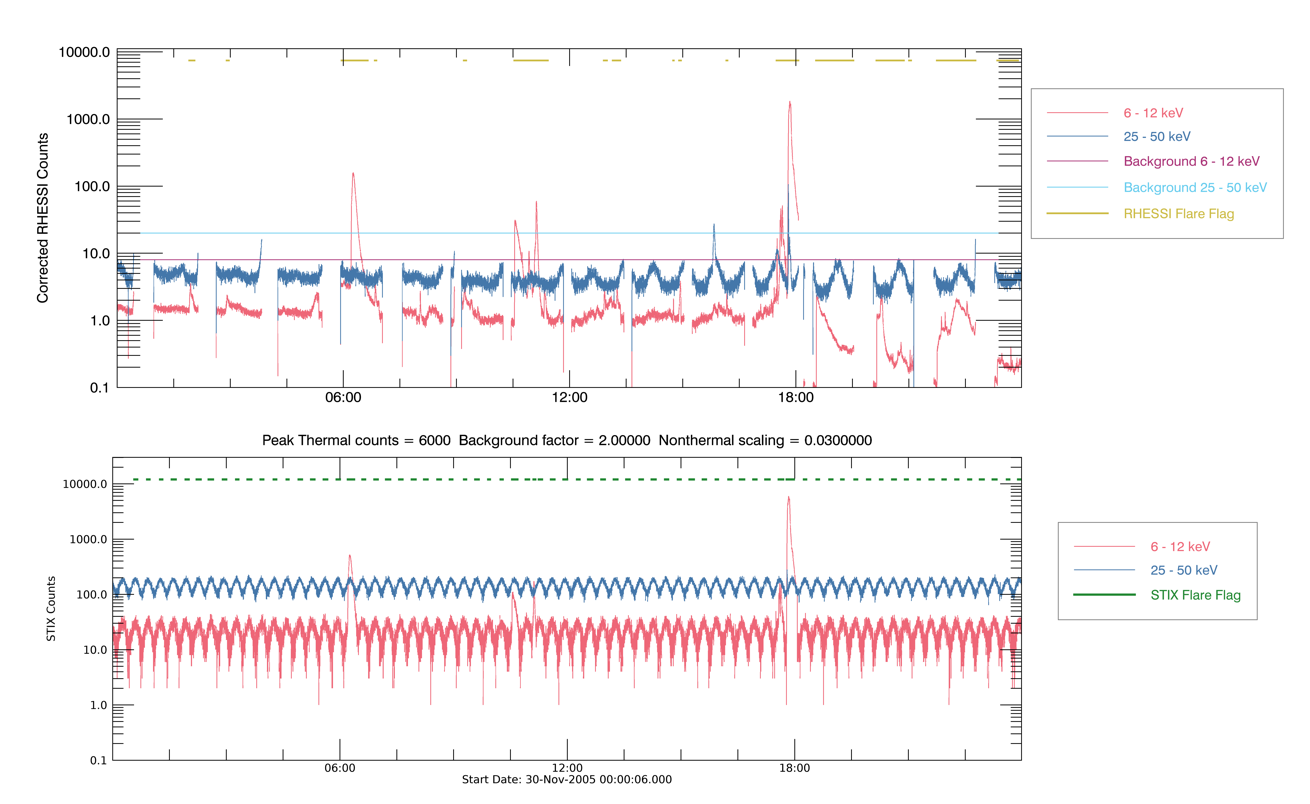 10000.0
1000.0
100.0
10.0
1.0
0.1
Corrected RHESSI Counts
06:00 12:00 18:00
6 - 12 keV
25 - 50 keV
Background 6 - 12 keV
Background 25 - 50 keV
RHESSI Flare Flag
Peak Thermal counts = 6000 Background factor = 2.00000 Nonthermal scaling = 0.0300000
10000.0
1000.0
100.0
10.0
1.0
0.1
STIX Counts
06:00 12:00 18:00
Start Date: 30-Nov-2005 00:00:06.000
6 - 12 keV
25 - 50 keV
STIX Flare Flag